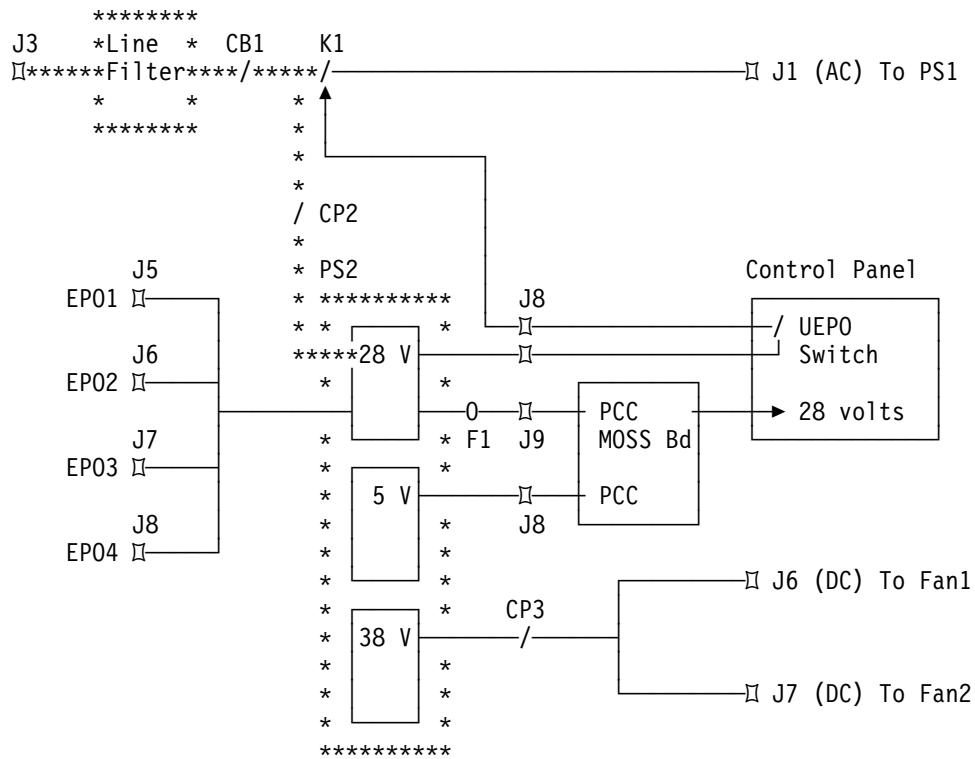 J3 Line CB1 K1
Filter J1 (AC) To PS1
CP2
J5 PS2 Control Panel
EPO1 J8
UEPO
J6 28 V Switch
EPO2
PCC 28 volts
J7 F1 J9 MOSS Bd
EPO3
5 V PCC
J8 J8
EPO4
J6 (DC) To Fan1
CP3
38 V
J7 (DC) To Fan2